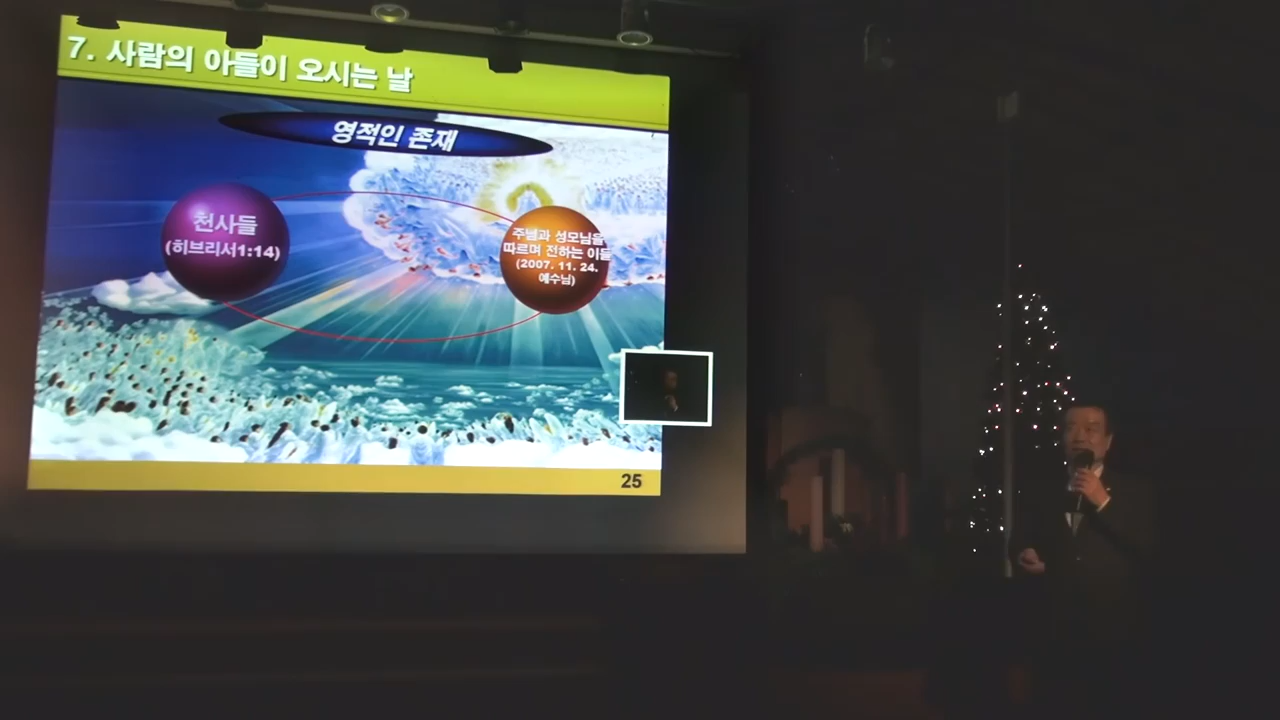 7. 사람의 아들이 오시는 날
영적인 존재
천사들
(히브리서1:14)
주님과 성모님을
따르며 전하는 이들
(2007. 11. 24.
예수님)
25